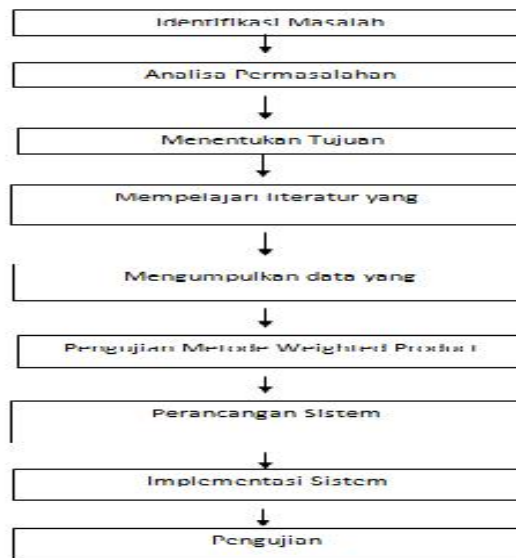 Identifikasi Masalah
Analisa Permasalahan
Menentukan Tujuan
Mempelajari literatur yang
Mengumpulkan data yang
Pengujian Metode Weighted Product
Perancangan Sistem
Implementasi Sistem
Pengujian